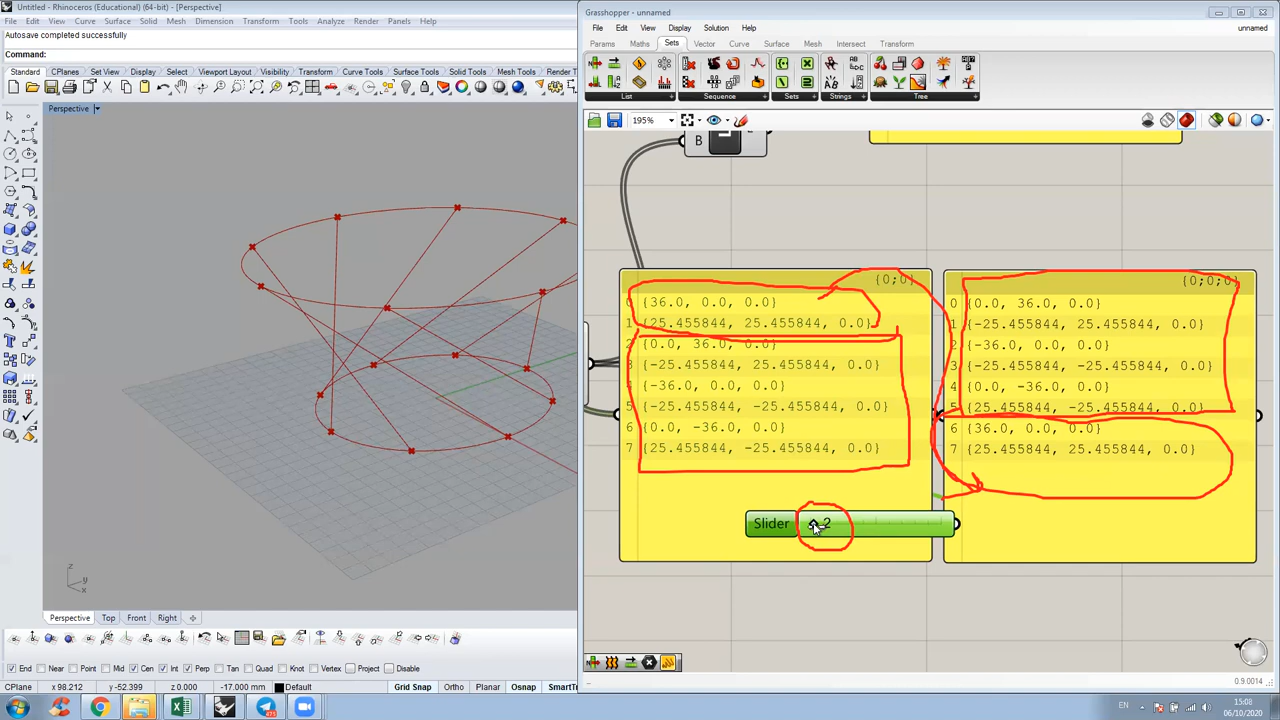 Untitled - Rhinoceros (Educational) (64-bit) - [Perspective]
File Edit View Curve Surface Solid Mesh Dimension Transform Tools Analyze Render Panels Help
Autosave completed successfully
Command:
Standard CPlanes Set View Display Select Viewport Layout Visibility Transform Curve Tools Surface Tools Solid Tools Mesh Tools Render T
Perspective
z
y
x
Perspective Top Front Right
End Near Point Mid Cen Int Perp Tan Quad Knot Vertex Project Disable
CPlane x 98.212 y -52.399 z 0.000 -17.000 mm Default Grid Snap Ortho Planar Osnap SmartTr
Grasshopper - unnamed
File Edit View Display Solution Help unnamed
Params Maths Sets Vector Curve Surface Mesh Intersect Transform
List Sequence Sets Strings Tree
195%
B
{0;0}
0 {36.0, 0.0, 0.0}
1 {25.455844, 25.455844, 0.0}
2 {0.0, 36.0, 0.0}
3 {-25.455844, 25.455844, 0.0}
4 {-36.0, 0.0, 0.0}
5 {-25.455844, -25.455844, 0.0}
6 {0.0, -36.0, 0.0}
7 {25.455844, -25.455844, 0.0}
{0;0;0}
0 {0.0, 36.0, 0.0}
1 {-25.455844, 25.455844, 0.0}
2 {-36.0, 0.0, 0.0}
3 {-25.455844, -25.455844, 0.0}
4 {0.0, -36.0, 0.0}
5 {25.455844, -25.455844, 0.0}
6 {36.0, 0.0, 0.0}
7 {25.455844, 25.455844, 0.0}
Slider 2
0.9.0014
471
EN
15:08
06/10/2020